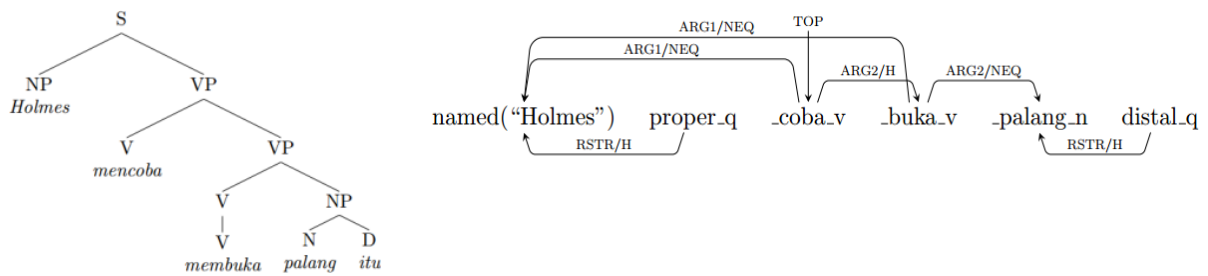 S
NP VP
Holmes
V VP
mencoba
V NP
V N D
membuka palang itu
TOP
ARG1/NEQ
ARG1/NEQ
ARG2/H ARG2/NEQ
named(“Holmes”) proper_q _coba_v _buka_v _palang_n distal_q
RSTR/H RSTR/H